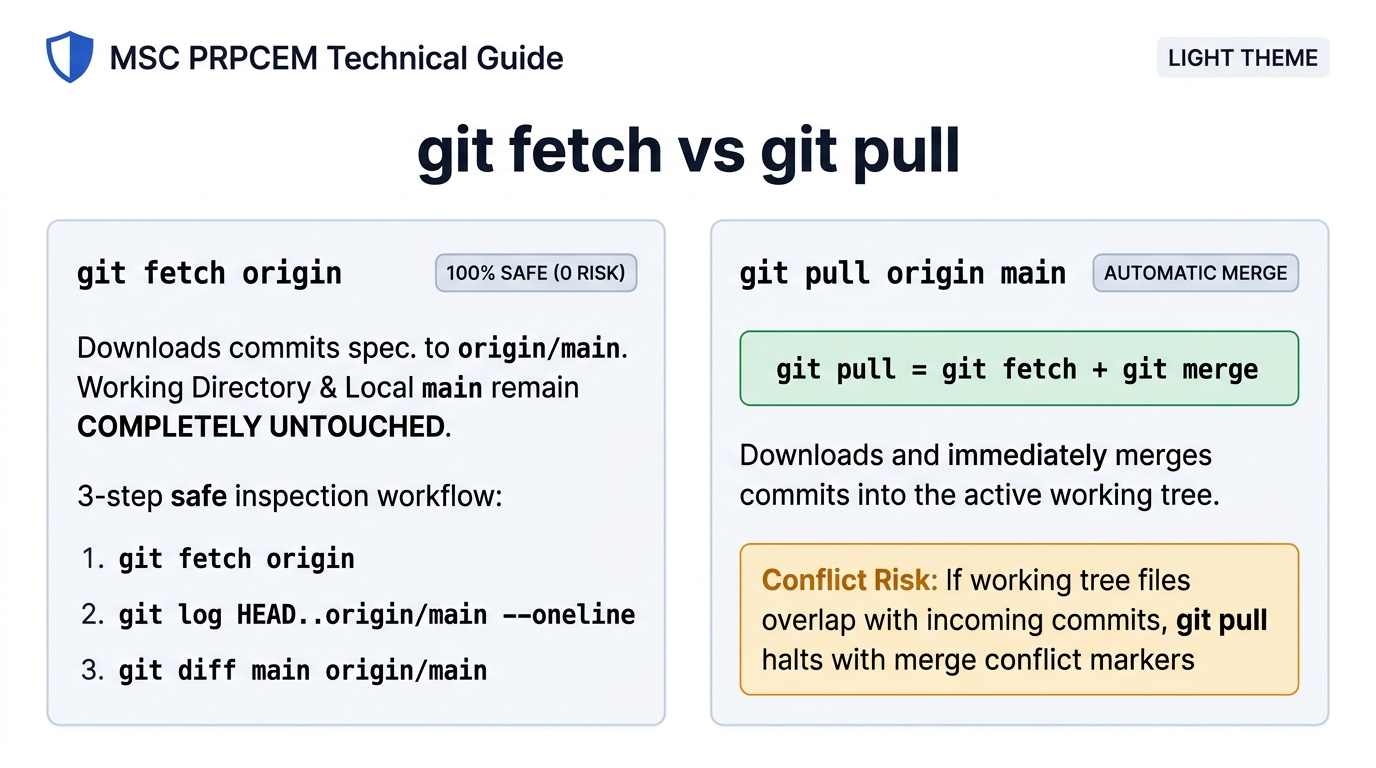 MSC PRPCEM Technical Guide
LIGHT THEME
git fetch vs git pull
git fetch origin
100% SAFE (0 RISK)
Downloads commits spec. to origin/main.
Working Directory & Local main remain
COMPLETELY UNTOUCHED.
3-step safe inspection workflow:
1. git fetch origin
2. git log HEAD..origin/main --oneline
3. git diff main origin/main
git pull origin main
AUTOMATIC MERGE
git pull = git fetch + git merge
Downloads and immediately merges
commits into the active working tree.
Conflict Risk: If working tree files
overlap with incoming commits, git pull
halts with merge conflict markers